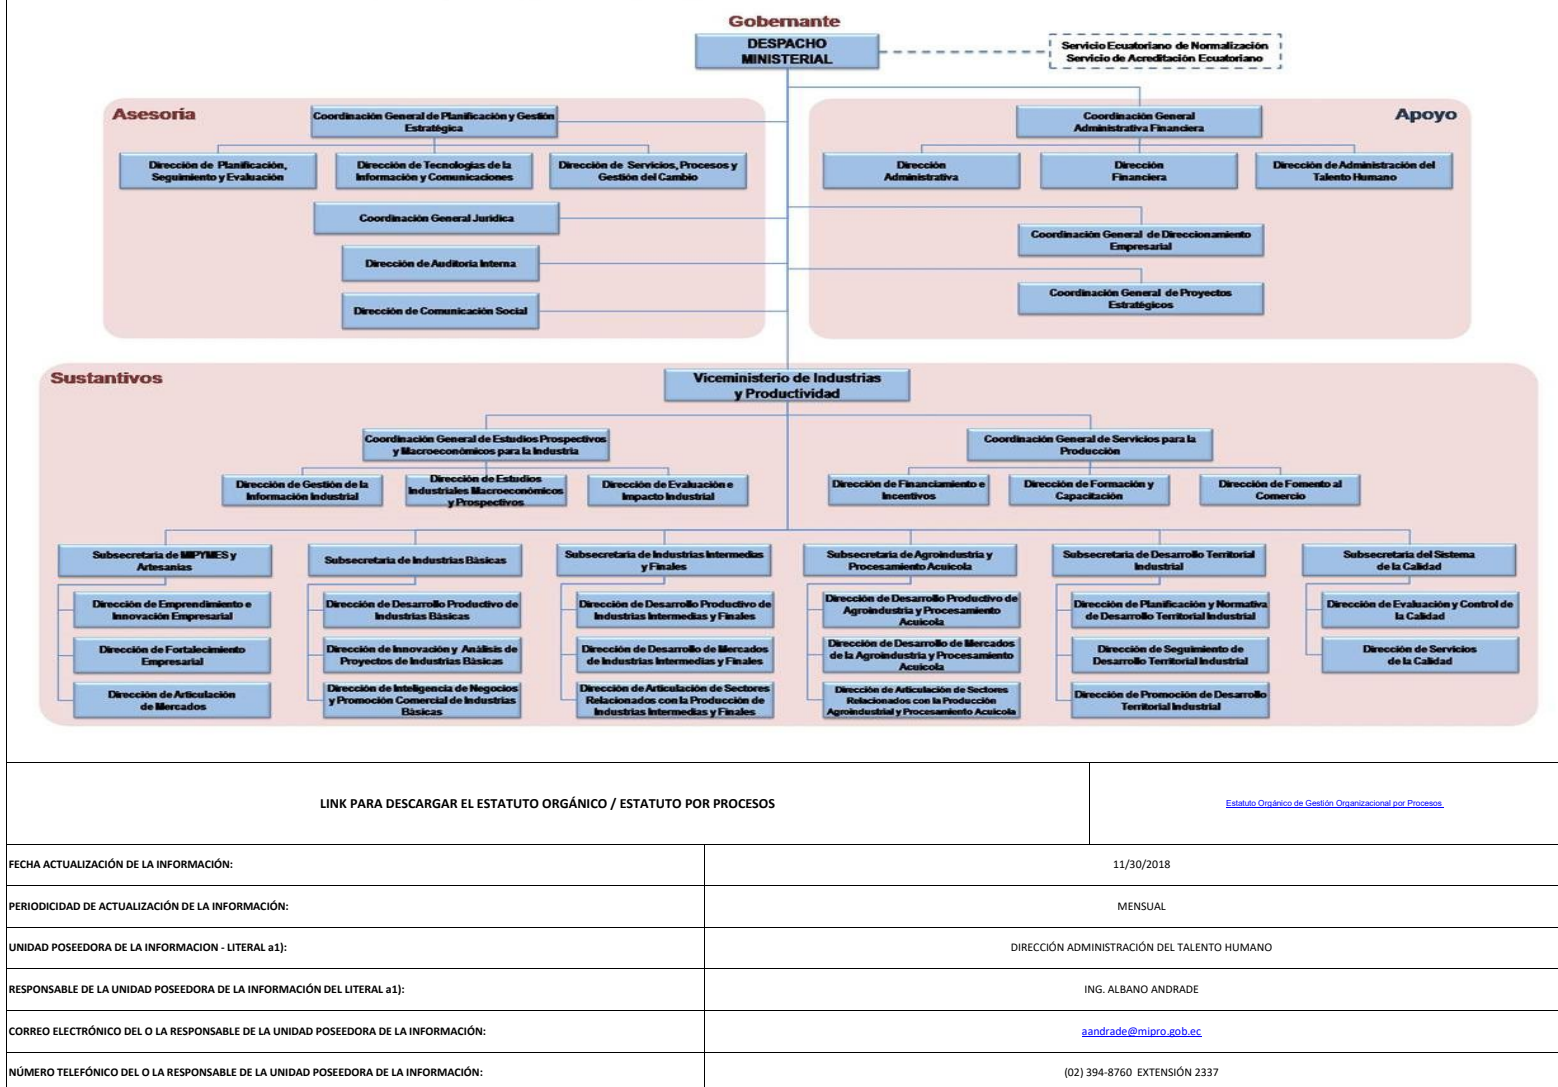 Gobernante
DESPACHO
MINISTERIAL
Servicio Ecuatoriano de Normalización
Servicio de Acreditación Ecuatoriano
Asesoría
Coordinación General de Planificación y Gestión
Estratégica
Dirección de Planificación,
Seguimiento y Evaluación
Dirección de Tecnologías de la
Información y Comunicaciones
Dirección de Servicios, Procesos y
Gestión del Cambio
Coordinación General Jurídica
Dirección de Auditoría Interna
Dirección de Comunicación Social
Apoyo
Coordinación General
Administrativa Financiera
Dirección
Administrativa
Dirección
Financiera
Dirección de Administración del
Talento Humano
Coordinación General de Direccionamiento
Empresarial
Coordinación General de Proyectos
Estratégicos
Sustantivos
Viceministerio de Industrias
y Productividad
Coordinación General de Estudios Prospectivos
y Macroeconómicos para la Industria
Dirección de Gestión de la
Información Industrial
Dirección de Estudios
Industriales Macroeconómicos
y Prospectivos
Dirección de Evaluación e
Impacto Industrial
Coordinación General de Servicios para la
Producción
Dirección de Financiamiento e
Incentivos
Dirección de Formación y
Capacitación
Dirección de Fomento al
Comercio
Subsecretaría de MIPYMES y
Artesanías
Dirección de Emprendimiento e
Innovación Empresarial
Dirección de Fortalecimiento
Empresarial
Dirección de Articulación
de Mercados
Subsecretaría de Industrias Básicas
Dirección de Desarrollo Productivo de
Industrias Básicas
Dirección de Innovación y Análisis de
Proyectos de Industrias Básicas
Dirección de Inteligencia de Negocios
y Promoción Comercial de Industrias
Básicas
Subsecretaría de Industrias Intermedias
y Finales
Dirección de Desarrollo Productivo de
Industrias Intermedias y Finales
Dirección de Desarrollo de Mercados
de Industrias Intermedias y Finales
Dirección de Articulación de Sectores
Relacionados con la Producción de
Industrias Intermedias y Finales
Subsecretaría de Agroindustria y
Procesamiento Acuícola
Dirección de Desarrollo Productivo de
Agroindustria y Procesamiento
Acuícola
Dirección de Desarrollo de Mercados
de la Agroindustria y Procesamiento
Acuícola
Dirección de Articulación de Sectores
Relacionados con la Producción
Agroindustrial y Procesamiento Acuícola
Subsecretaría de Desarrollo Territorial
Industrial
Dirección de Planificación y Normativa
de Desarrollo Territorial Industrial
Dirección de Seguimiento de
Desarrollo Territorial Industrial
Dirección de Promoción de Desarrollo
Territorial Industrial
Subsecretaría del Sistema
de la Calidad
Dirección de Evaluación y Control de
la Calidad
Dirección de Servicios
de la Calidad
LINK PARA DESCARGAR EL ESTATUTO ORGÁNICO / ESTATUTO POR PROCESOS
Estatuto Orgánico de Gestión Organizacional por Procesos
FECHA ACTUALIZACIÓN DE LA INFORMACIÓN:
11/30/2018
PERIODICIDAD DE ACTUALIZACIÓN DE LA INFORMACIÓN:
MENSUAL
UNIDAD POSEEDORA DE LA INFORMACION - LITERAL a1):
DIRECCIÓN ADMINISTRACIÓN DEL TALENTO HUMANO
RESPONSABLE DE LA UNIDAD POSEEDORA DE LA INFORMACIÓN DEL LITERAL a1):
ING. ALBANO ANDRADE
CORREO ELECTRÓNICO DEL O LA RESPONSABLE DE LA UNIDAD POSEEDORA DE LA INFORMACIÓN:
aandrade@mipro.gob.ec
NÚMERO TELEFÓNICO DEL O LA RESPONSABLE DE LA UNIDAD POSEEDORA DE LA INFORMACIÓN:
(02) 394-8760 EXTENSIÓN 2337